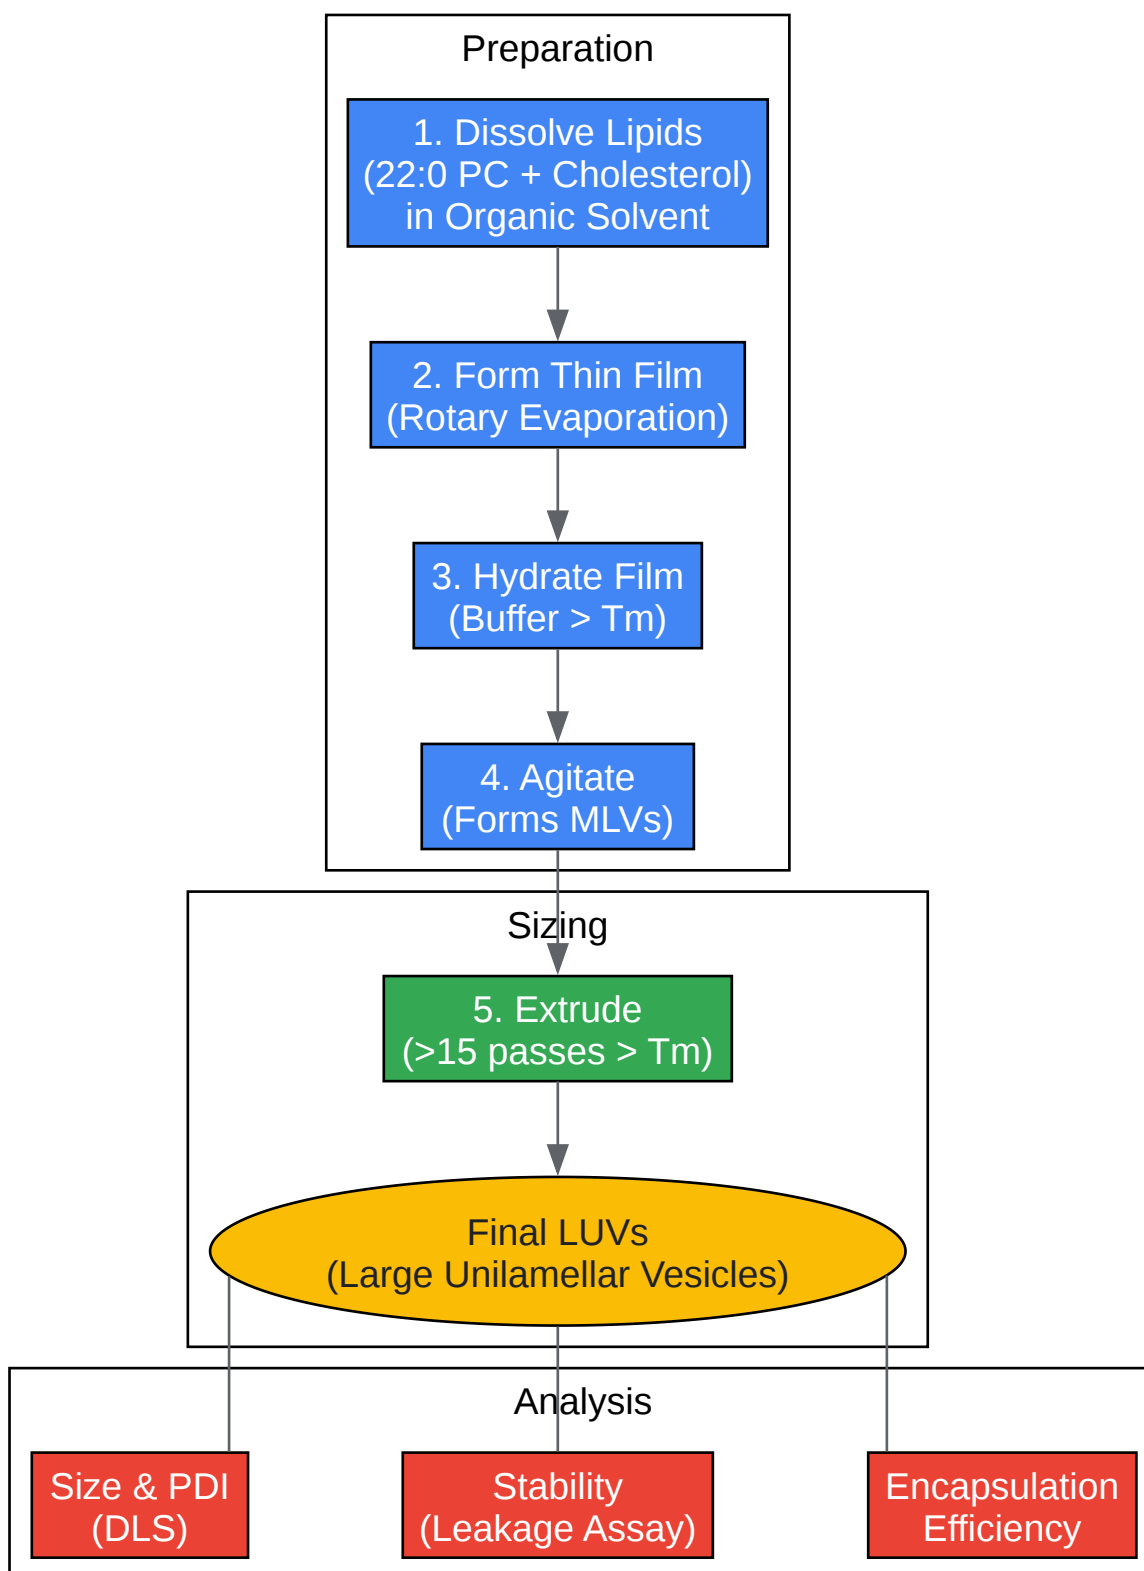 Preparation
1. Dissolve Lipids
(22:0 PC + Cholesterol)
in Organic Solvent
2. Form Thin Film
(Rotary Evaporation)
3. Hydrate Film
(Buffer > Tm)
4. Agitate
(Forms MLVs)
Sizing
5. Extrude
(>15 passes > Tm)
Final LUVs
(Large Unilamellar Vesicles)
Analysis
Size & PDI
(DLS)
Stability
(Leakage Assay)
Encapsulation
Efficiency